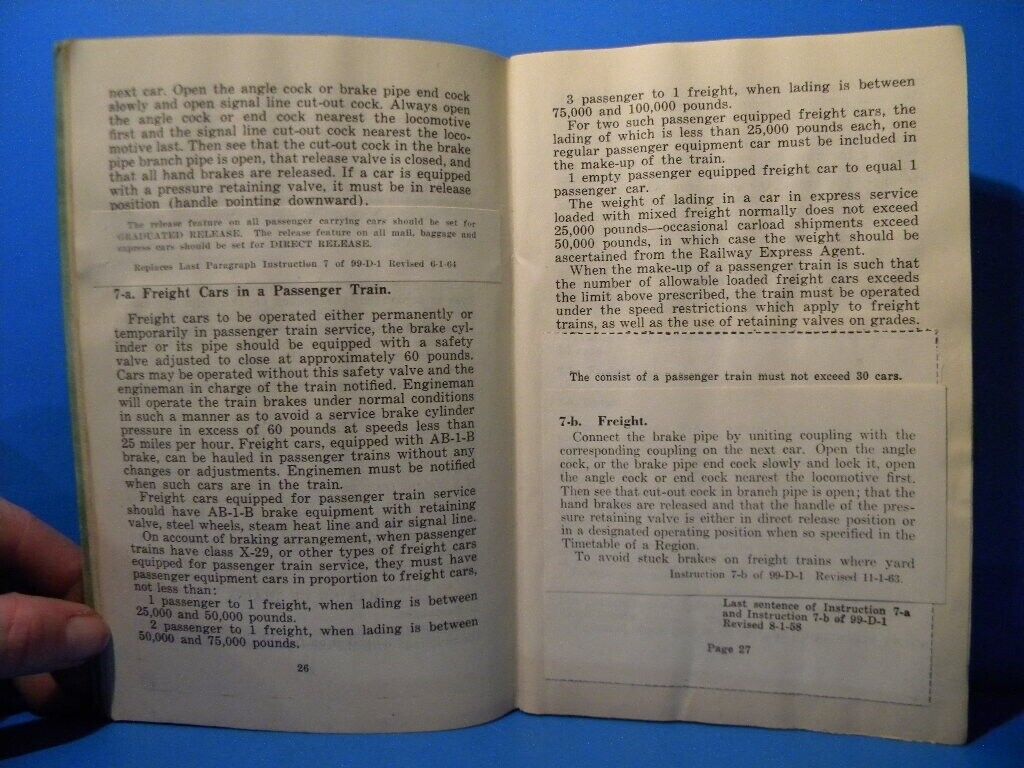 next car. Open the angle cock or brake pipe end cock
slowly and open signal line cut-out cock. Always open
the angle cock or end cock nearest the locomotive
first and the signal line cut-out cock nearest the loco-
motive last. Then see that the cut-out cock in the brake
pipe branch pipe is open, that release valve is closed, and
that all hand brakes are released. If a car is equipped
with a pressure retaining valve, it must be in release
position (handle pointing downward).
The release feature on all passenger carrying cars should be set for
GRADUATED RELEASE. The release feature on all mail, baggage and
express cars should be set for DIRECT RELEASE.
Replaces Last Paragraph Instruction 7 of 99-D-1 Revised 6-1-64
7-a. Freight Cars in a Passenger Train.
Freight cars to be operated either permanently or
temporarily in passenger train service, the brake cyl-
inder or its pipe should be equipped with a safety
valve adjusted to close at approximately 60 pounds.
Cars may be operated without this safety valve and the
engineman in charge of the train notified. Engineman
will operate the train brakes under normal conditions
in such a manner as to avoid a service brake cylinder
pressure in excess of 60 pounds at speeds less than
25 miles per hour. Freight cars, equipped with AB-1-B
brake, can be hauled in passenger trains without any
changes or adjustments. Enginemen must be notified
when such cars are in the train.
Freight cars equipped for passenger train service
should have AB-1-B brake equipment with retaining
valve, steel wheels, steam heat line and air signal line.
On account of braking arrangement, when passenger
trains have class X-29, or other types of freight cars
equipped for passenger train service, they must have
passenger equipment cars in proportion to freight cars,
not less than:
1 passenger to 1 freight, when lading is between
25,000 and 50,000 pounds.
2 passenger to 1 freight, when lading is between
50,000 and 75,000 pounds.
26
3 passenger to 1 freight, when lading is between
75,000 and 100,000 pounds.
For two such passenger equipped freight cars, the
lading of which is less than 25,000 pounds each, one
regular passenger equipment car must be included in
the make-up of the train.
1 empty passenger equipped freight car to equal 1
passenger car.
The weight of lading in a car in express service
loaded with mixed freight normally does not exceed
25,000 pounds—occasional carload shipments exceed
50,000 pounds, in which case the weight should be
ascertained from the Railway Express Agent.
When the make-up of a passenger train is such that
the number of allowable loaded freight cars exceeds
the limit above prescribed, the train must be operated
under the speed restrictions which apply to freight
trains, as well as the use of retaining valves on grades.
The consist of a passenger train must not exceed 30 cars.
7-b. Freight.
Connect the brake pipe by uniting coupling with the
corresponding coupling on the next car. Open the angle
cock, or the brake pipe end cock slowly and lock it, open
the angle cock or end cock nearest the locomotive first.
Then see that cut-out cock in branch pipe is open; that the
hand brakes are released and that the handle of the pres-
sure retaining valve is either in direct release position or
in a designated operating position when so specified in the
Timetable of a Region.
To avoid stuck brakes on freight trains where yard
Instruction 7-b of 99-D-1 Revised 11-1-63.
Last sentence of Instruction 7-a
and Instruction 7-b of 99-D-1
Revised 8-1-58
Page 27